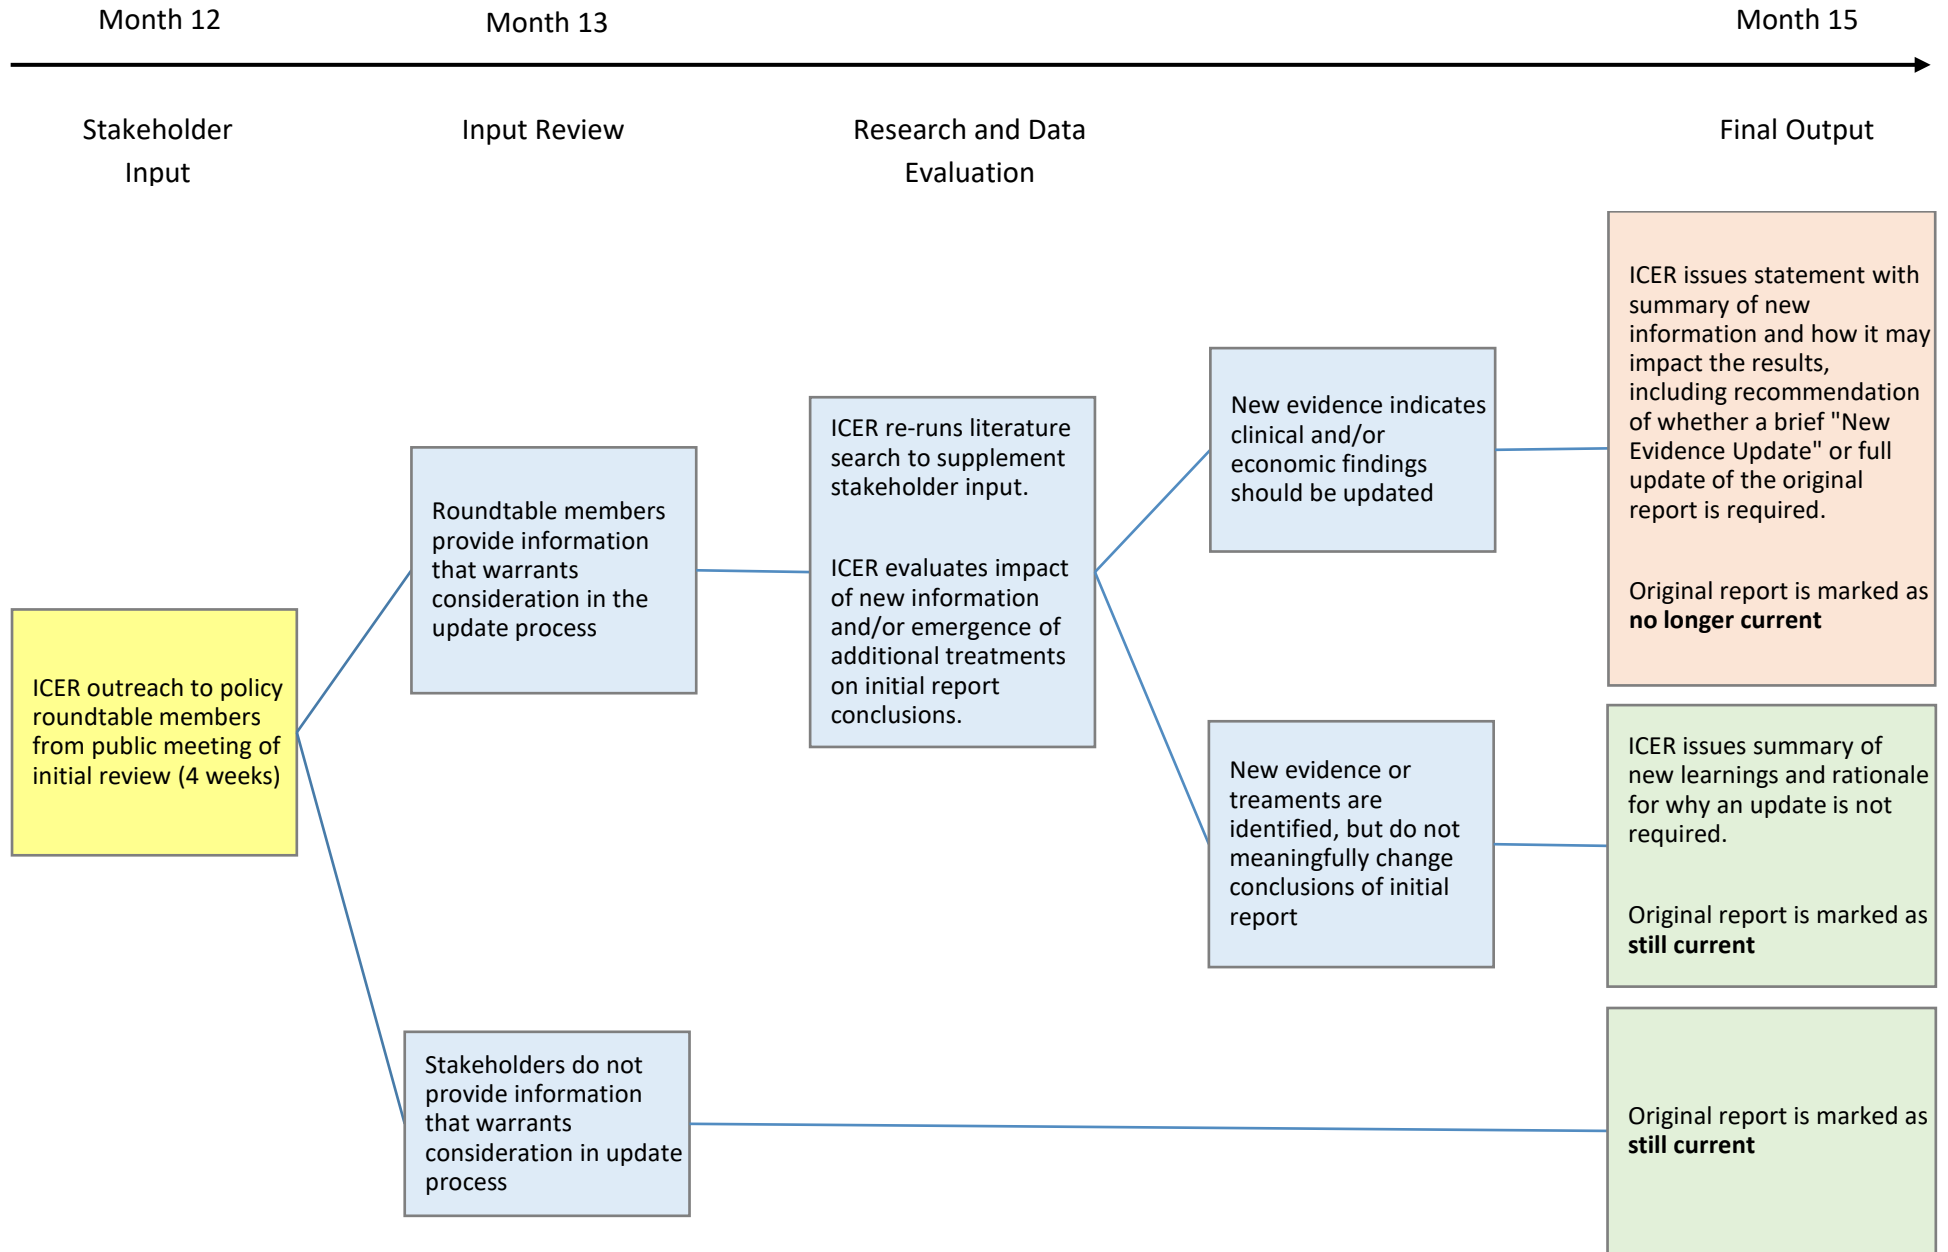 Month 12
Month 13
Month 15
Stakeholder
Input
Input Review
Research and Data
Evaluation
Final Output
ICER outreach to policy
roundtable members
from public meeting of
initial review (4 weeks)
Roundtable members
provide information
that warrants
consideration in the
update process
Stakeholders do not
provide information
that warrants
consideration in update
process
ICER re-runs literature
search to supplement
stakeholder input.
ICER evaluates impact
of new information
and/or emergence of
additional treatments
on initial report
conclusions.
New evidence indicates
clinical and/or
economic findings
should be updated
New evidence or
treaments are
identified, but do not
meaningfully change
conclusions of initial
report
ICER issues statement with
summary of new
information and how it may
impact the results,
including recommendation
of whether a brief "New
Evidence Update" or full
update of the original
report is required.
Original report is marked as
no longer current
ICER issues summary of
new learnings and rationale
for why an update is not
required.
Original report is marked as
still current
Original report is marked as
still current